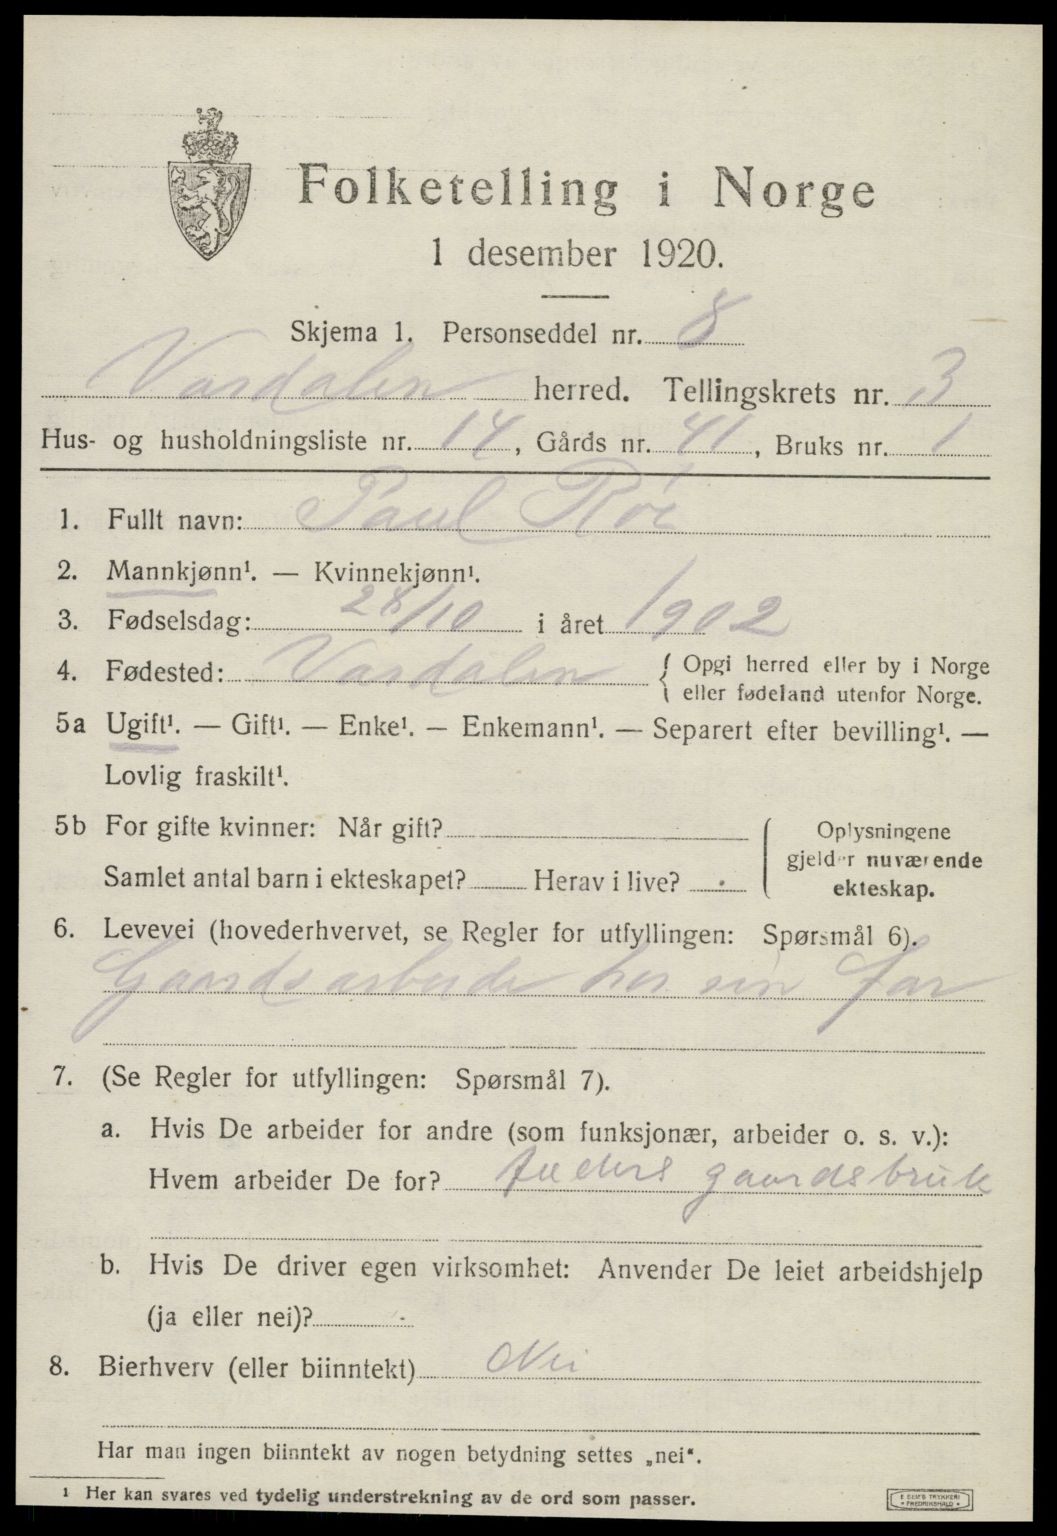 Folketelling i Norge
1 desember 1920.
Skjema 1. Personseddel nr. 8
Vardalen herred. Tellingskrets nr. 3
Hus- og husholdningsliste nr. 14, Gårds nr. 41, Bruks nr. 1
1. Fullt navn: Paul Røe
2. Mannkjønn¹. — Kvinnekjønn¹.
3. Fødselsdag: 28/10 i året 1902
4. Fødested: Vardalen { Opgi herred eller by i Norge
eller fødeland utenfor Norge.
5a Ugift¹. — Gift¹. — Enke¹. — Enkemann¹. — Separert efter bevilling¹. —
Lovlig fraskilt¹.
5b For gifte kvinner: Når gift?
Samlet antal barn i ekteskapet? Herav i live?
Oplysningene
gjelder nuværende
ekteskap.
6. Levevei (hovederhvervet, se Regler for utfyllingen: Spørsmål 6).
Gaardsarbeide hos sin far
7. (Se Regler for utfyllingen: Spørsmål 7).
a. Hvis De arbeider for andre (som funksjonær, arbeider o. s. v.):
Hvem arbeider De for? gaardsbruk
b. Hvis De driver egen virksomhet: Anvender De leiet arbeidshjelp
(ja eller nei)?
8. Bierhverv (eller biinntekt) Nei
Har man ingen biinntekt av nogen betydning settes „nei“.
¹ Her kan svares ved tydelig understrekning av de ord som passer.